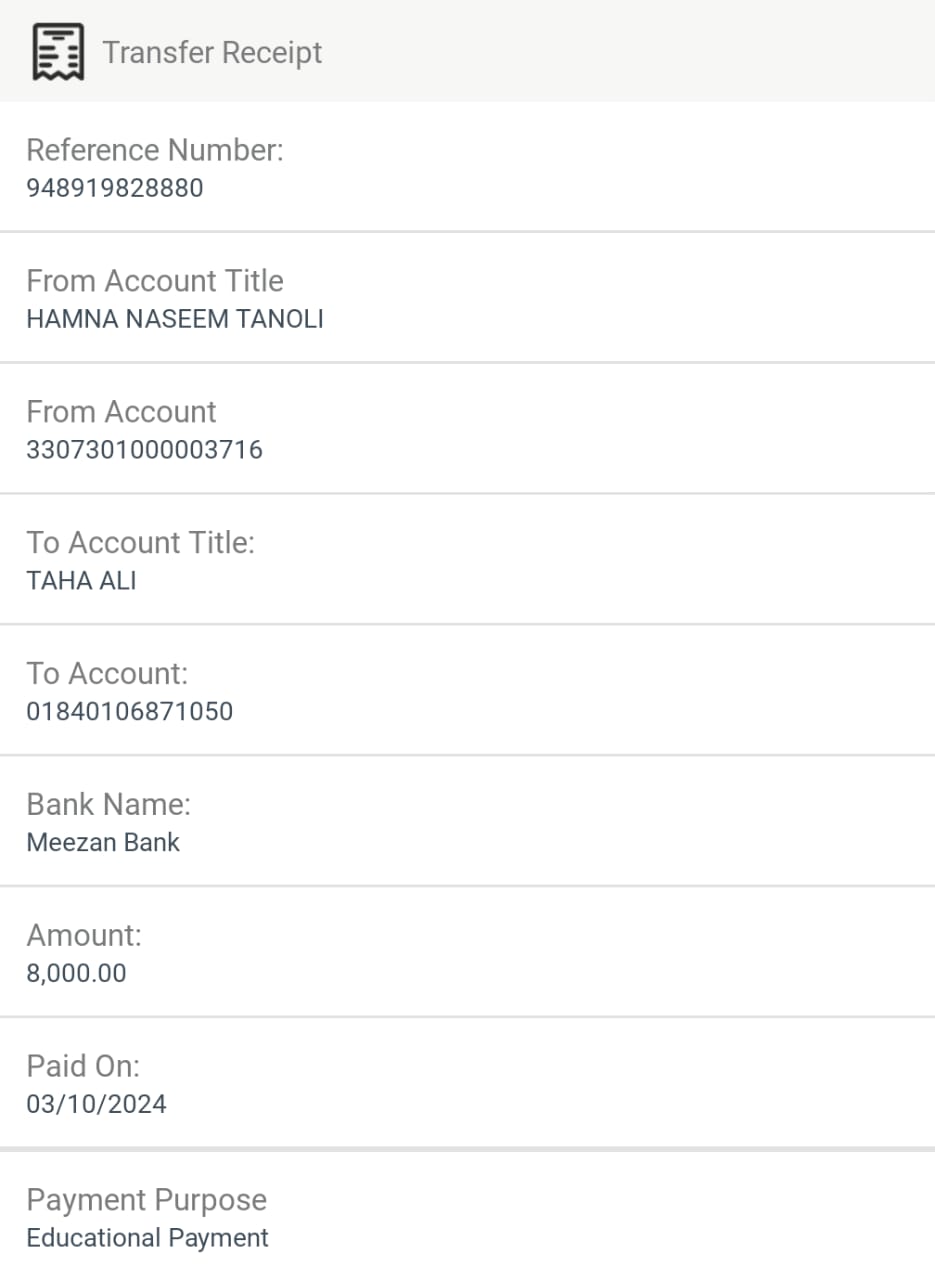 Transfer Receipt
Reference Number:
948919828880
From Account Title
HAMNA NASEEM TANOLI
From Account
3307301000003716
To Account Title:
TAHA ALI
To Account:
01840106871050
Bank Name:
Meezan Bank
Amount:
8,000.00
Paid On:
03/10/2024
Payment Purpose
Educational Payment